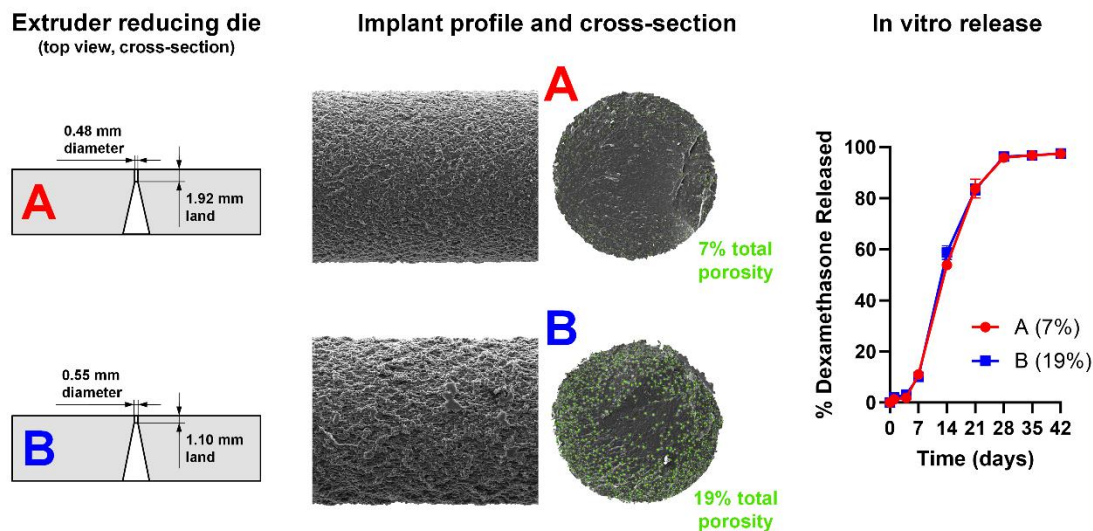 Extruder reducing die
(top view, cross-section)
Implant profile and cross-section
In vitro release
0.48 mm
diameter
A
1.92 mm
land
A
7% total
porosity
0.55 mm
diameter
B
1.10 mm
land
B
19% total
porosity
% Dexamethasone Released
100
80
60
40
20
0
A (7%)
B (19%)
0 7 14 21 28 35 42
Time (days)